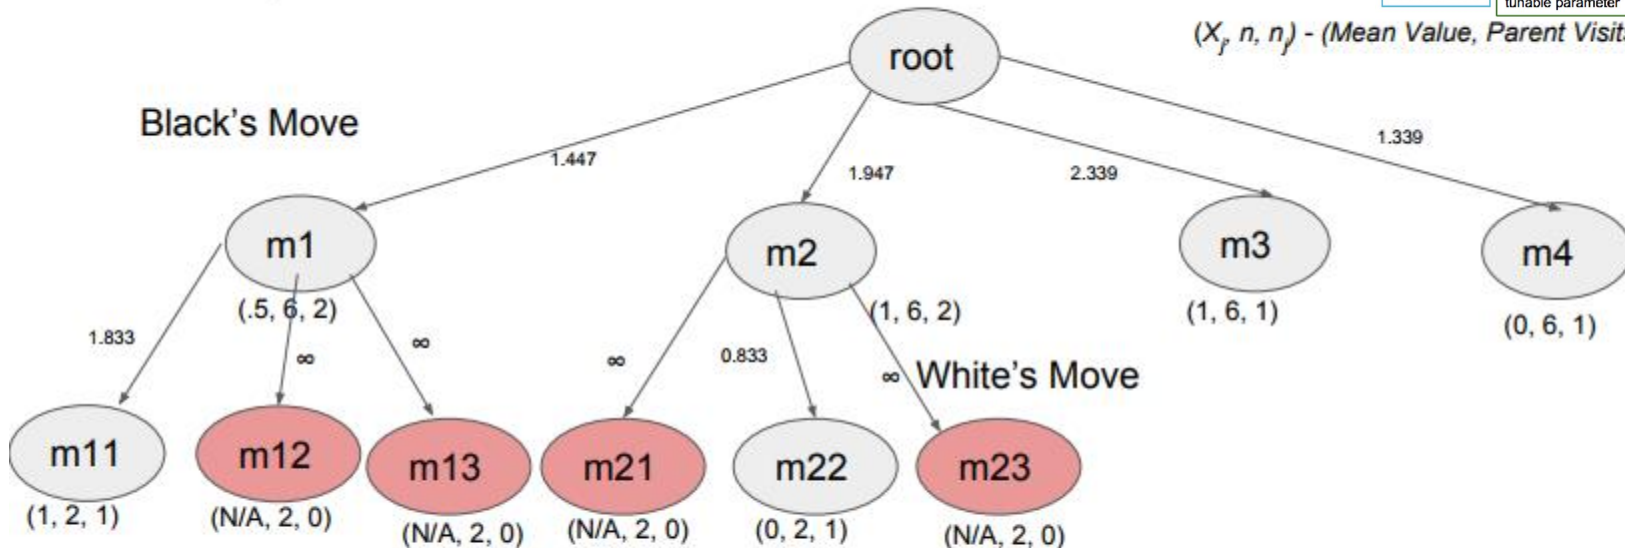 tunable parameter
(Xj, n, nj) - (Mean Value, Parent Visits
root
Black's Move
1.447
1.947
2.339
1.339
m1
m2
m3
m4
(.5, 6, 2)
(1, 6, 2)
(1, 6, 1)
(0, 6, 1)
1.833
∞
∞
∞
0.833
∞
White's Move
m11
m12
m13
m21
m22
m23
(1, 2, 1)
(N/A, 2, 0)
(N/A, 2, 0)
(N/A, 2, 0)
(0, 2, 1)
(N/A, 2, 0)